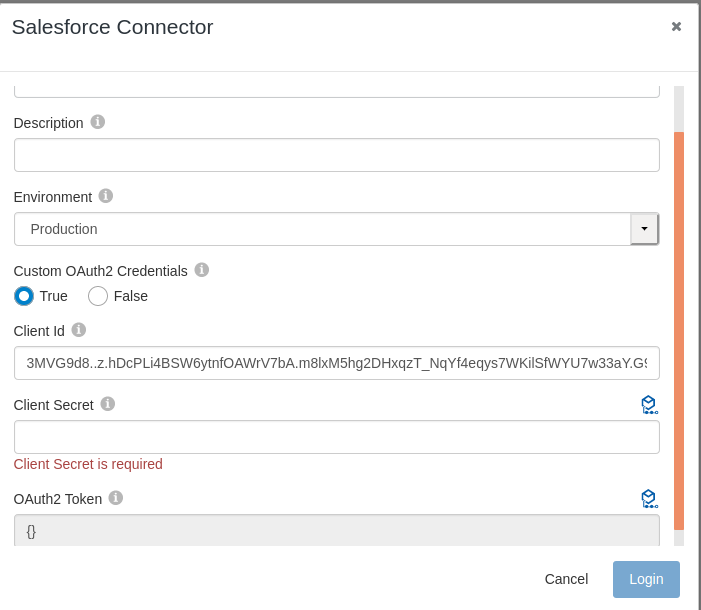 Salesforce Connector
Description
Environment
Production
Custom OAuth2 Credentials
True False
Client Id
3MVG9d8..z.hDcPLi4BSW6ytnfOAWrV7bA.m8lxM5hg2DHxqzT_NqYf4eqys7WKilSfWYU7w33aY.G9
Client Secret
Client Secret is required
OAuth2 Token
{}
Cancel Login